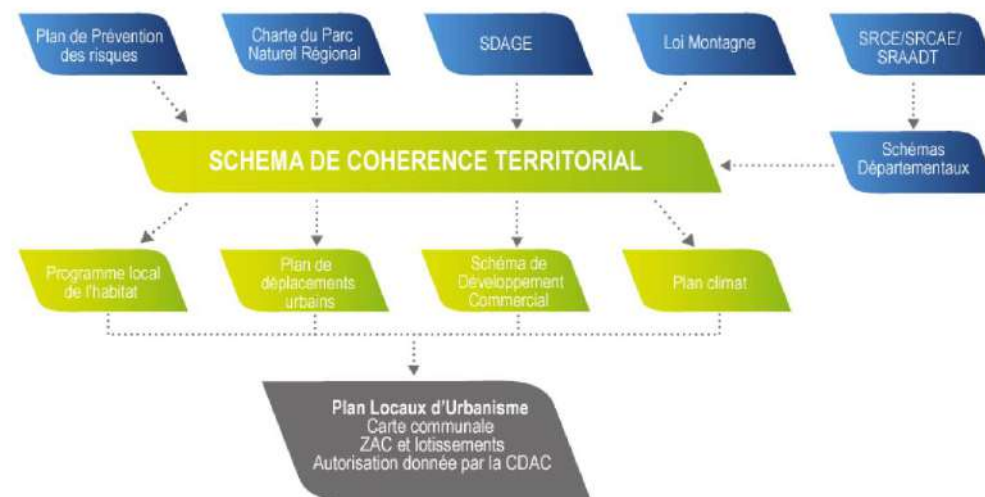 Plan de Prévention
des risques
Charte du Parc
Naturel Régional
SDAGE
Loi Montagne
SRCE/SRCAE/
SRAADT
SCHEMA DE COHERENCE TERRITORIAL
Schémas
Départementaux
Programme local
de l'habitat
Plan de
déplacements
urbains
Schéma de
Développement
Commercial
Plan climat
Plan Locaux d'Urbanisme
Carte communale
ZAC et lotissements
Autorisation donnée par la CDAC